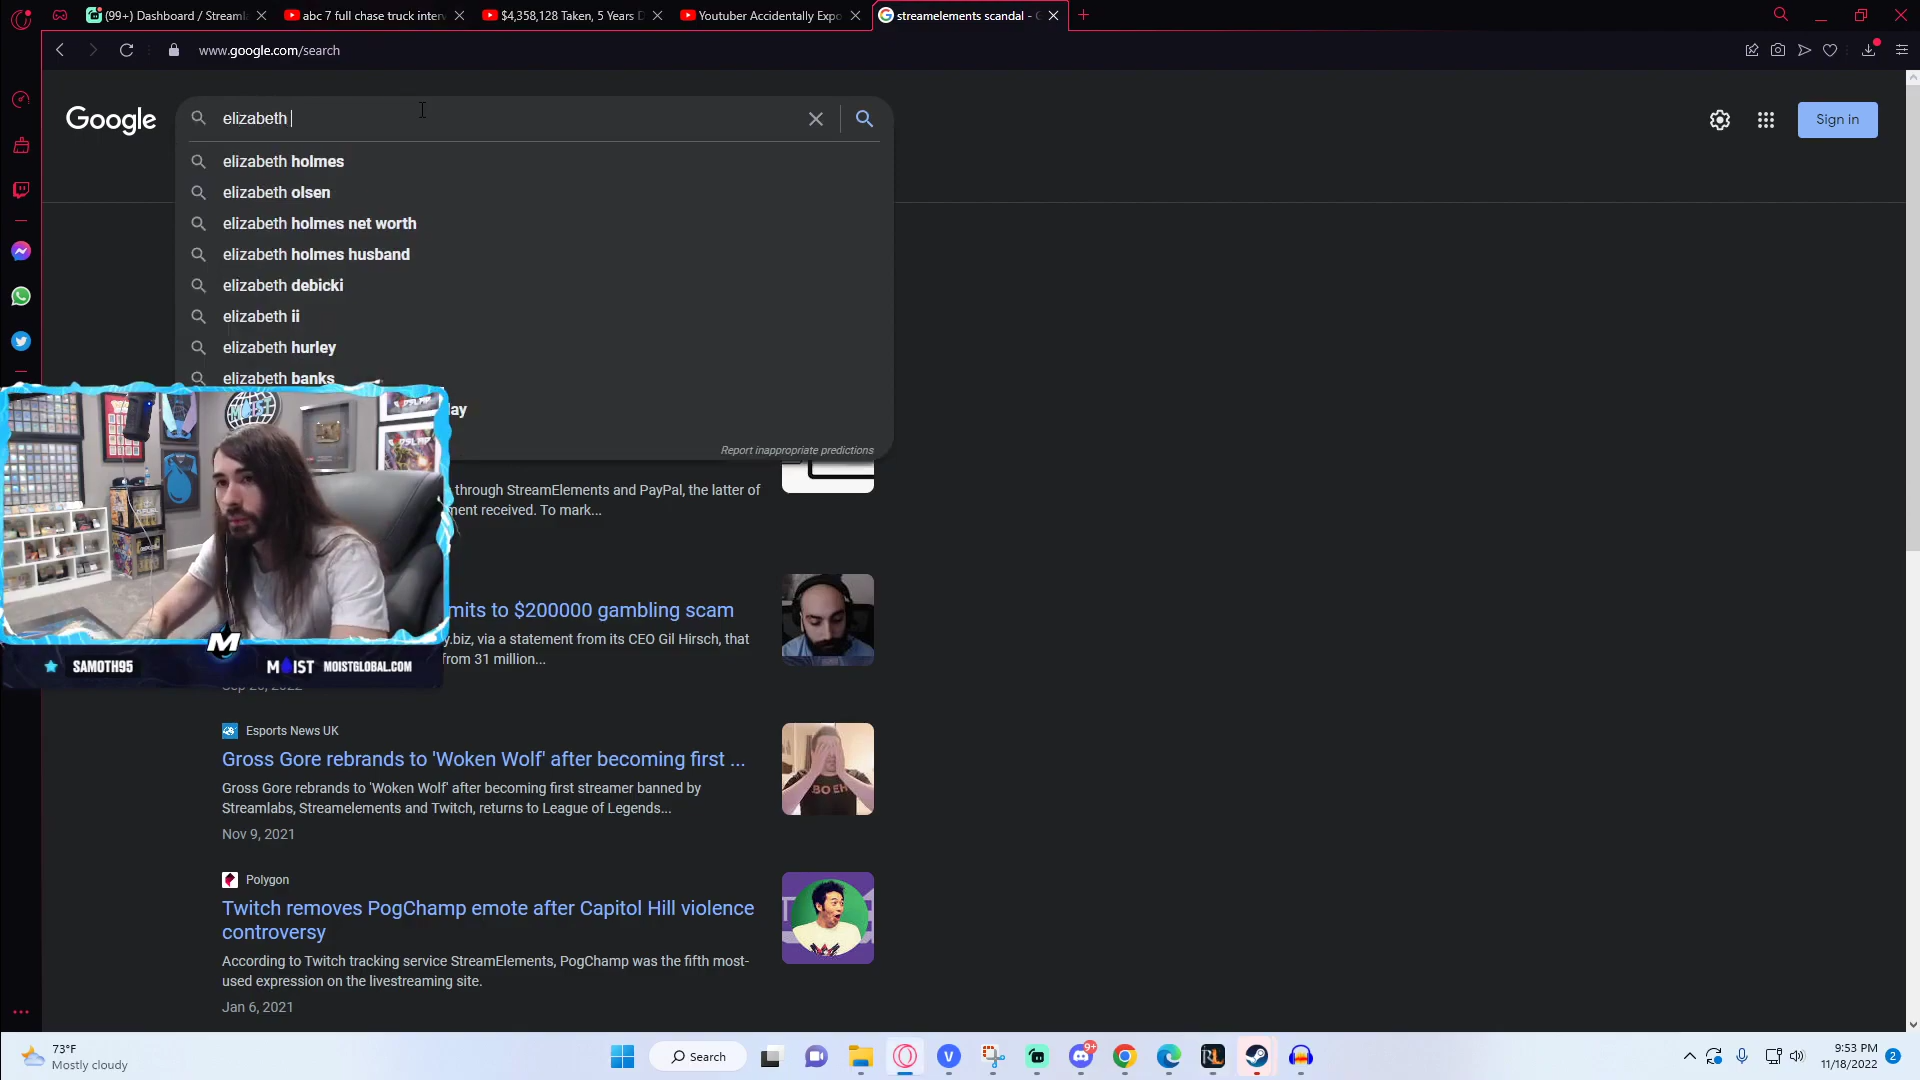 (99+) Dashboard / Streaml
abc 7 full chase truck interv
$4,358,128 Taken, 5 Years D
Youtuber Accidentally Expo
streamelements scandal - G
www.google.com/search
Google
elizabeth
Sign in
elizabeth holmes
elizabeth olsen
elizabeth holmes net worth
elizabeth holmes husband
elizabeth debicki
elizabeth ii
elizabeth hurley
elizabeth banks
lay
Report inappropriate predictions
through StreamElements and PayPal, the latter of
ment received. To mark...
mits to $200000 gambling scam
y.biz, via a statement from its CEO Gil Hirsch, that
from 31 million...
MOIST
M
SAMOTH95
MOIST
MOISTGLOBAL.COM
Esports News UK
Gross Gore rebrands to 'Woken Wolf' after becoming first ...
Gross Gore rebrands to 'Woken Wolf' after becoming first streamer banned by
Streamlabs, Streamelements and Twitch, returns to League of Legends...
Nov 9, 2021
BO EH
Polygon
Twitch removes PogChamp emote after Capitol Hill violence
controversy
According to Twitch tracking service StreamElements, PogChamp was the fifth most-
used expression on the livestreaming site.
Jan 6, 2021
73°F
Mostly cloudy
Search
9+
9:53 PM
11/18/2022
2